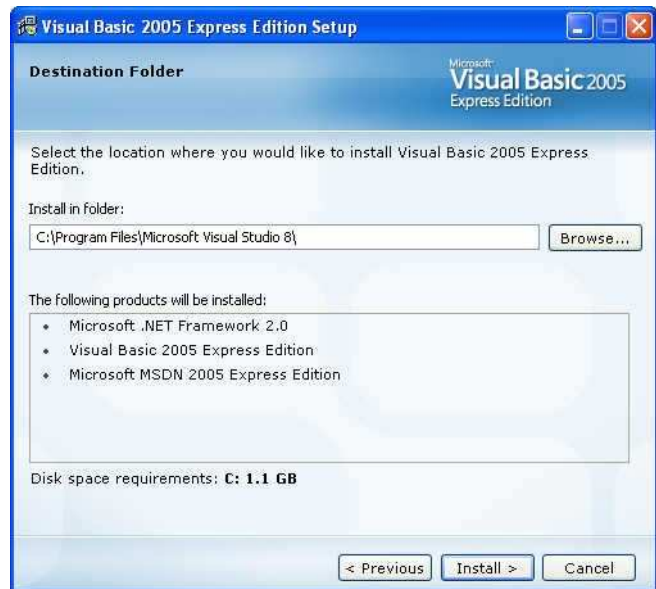 Visual Basic 2005 Express Edition Setup
Destination Folder
Microsoft
Visual Basic 2005
Express Edition
Select the location where you would like to install Visual Basic 2005 Express
Edition.
Install in folder:
C:\Program Files\Microsoft Visual Studio 8\
Browse...
The following products will be installed:
• Microsoft .NET Framework 2.0
• Visual Basic 2005 Express Edition
• Microsoft MSDN 2005 Express Edition
Disk space requirements: C: 1.1 GB
< Previous
Install >
Cancel